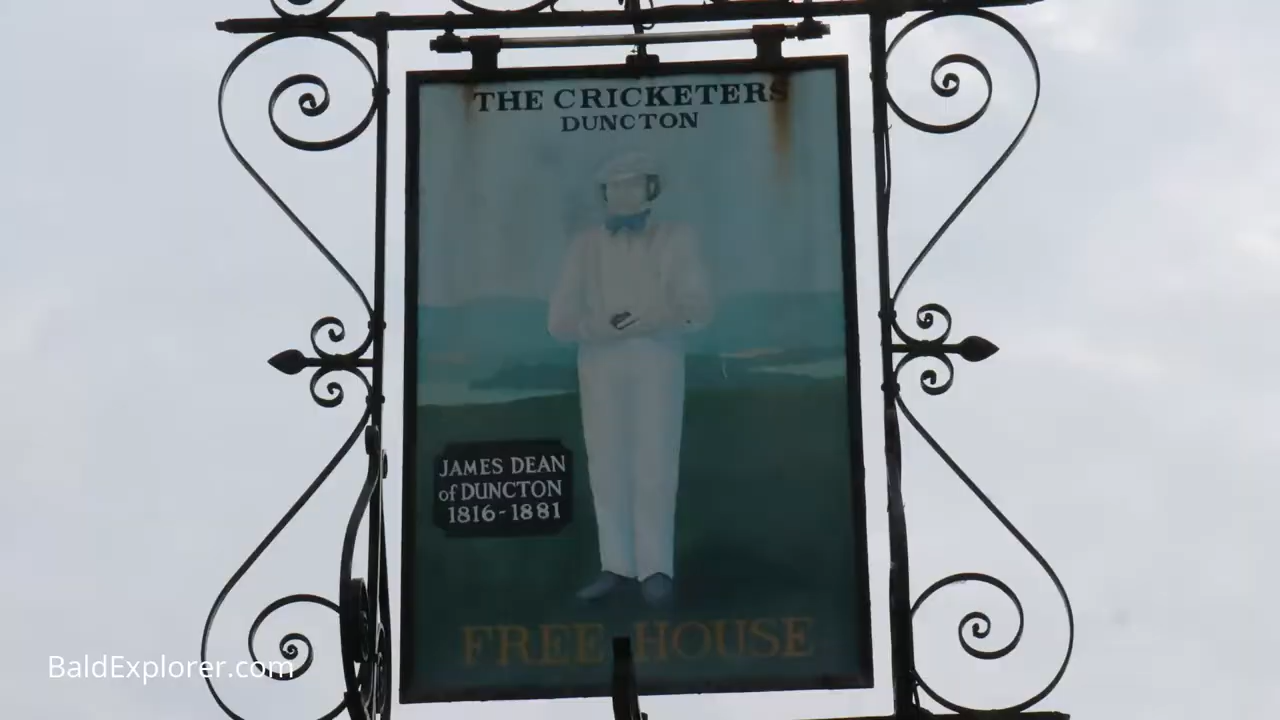 THE CRICKETERS
DUNCTON
JAMES DEAN
of DUNCTON
1816-1881
FREE HOUSE
BaldExplorer.com